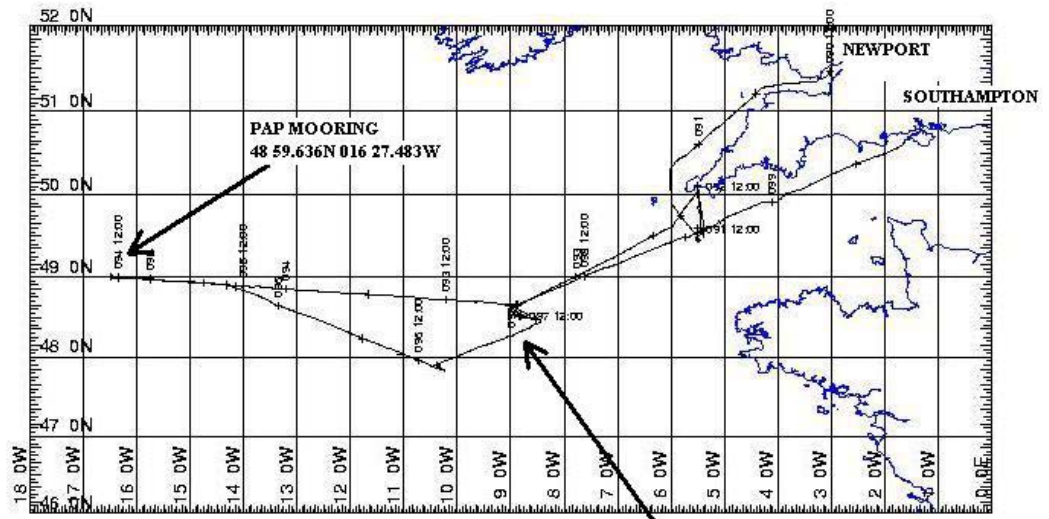 52 0N
NEWPORT
51 0N
SOUTHAMPTON
091
PAP MOORING
48 59.636N 016 27.483W
099
50 0N
092 12:00
091 12:00
094 12:00
095 12:00
094
093 12:00
093
098 12:00
49 0N
095
096 12:00
097 12:00
48 0N
47 0N
46 0N
18 0W
17 0W
16 0W
15 0W
14 0W
13 0W
12 0W
11 0W
10 0W
9 0W
8 0W
7 0W
6 0W
5 0W
4 0W
3 0W
2 0W
1 0W
0 0E